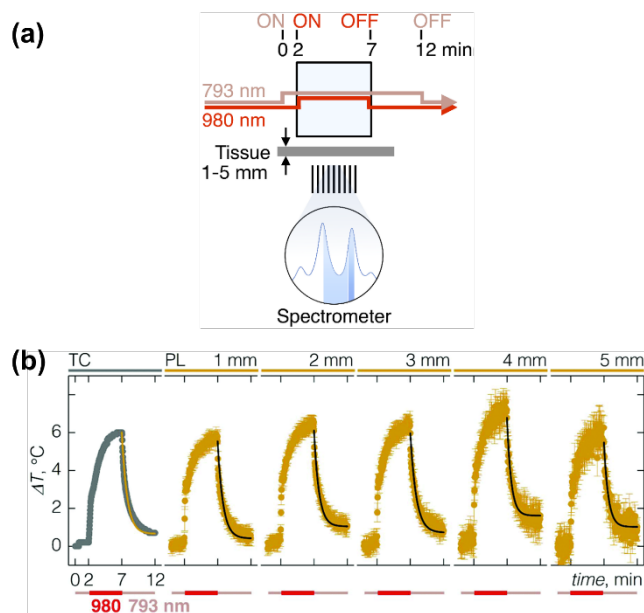 (a)
ON ON OFF OFF
0 2 7 12 min
793 nm
980 nm
Tissue
1-5 mm
Spectrometer
(b)
TC PL 1 mm 2 mm 3 mm 4 mm 5 mm
6
4
2
0
ΔT, °C
0 2 7 12 time, min
980 793 nm